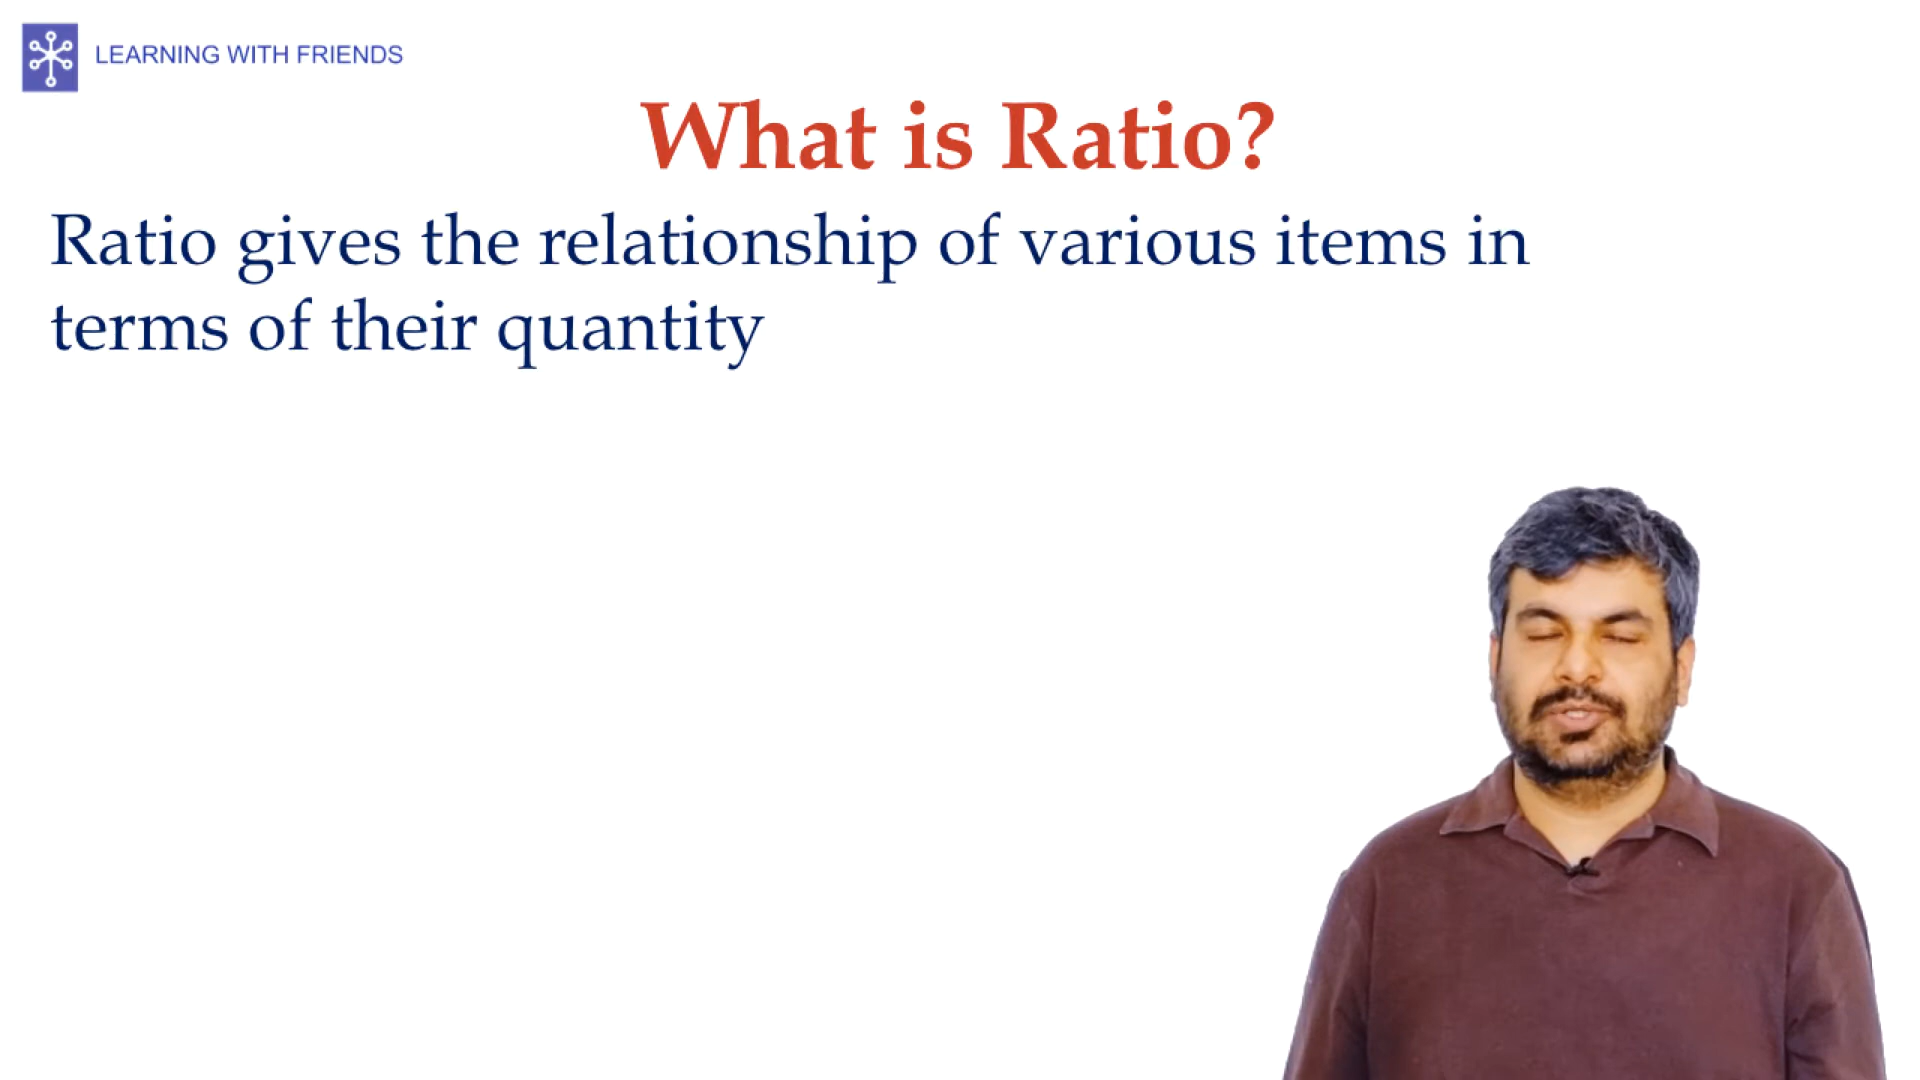 LEARNING WITH FRIENDS
What is Ratio?
Ratio gives the relationship of various items in
terms of their quantity